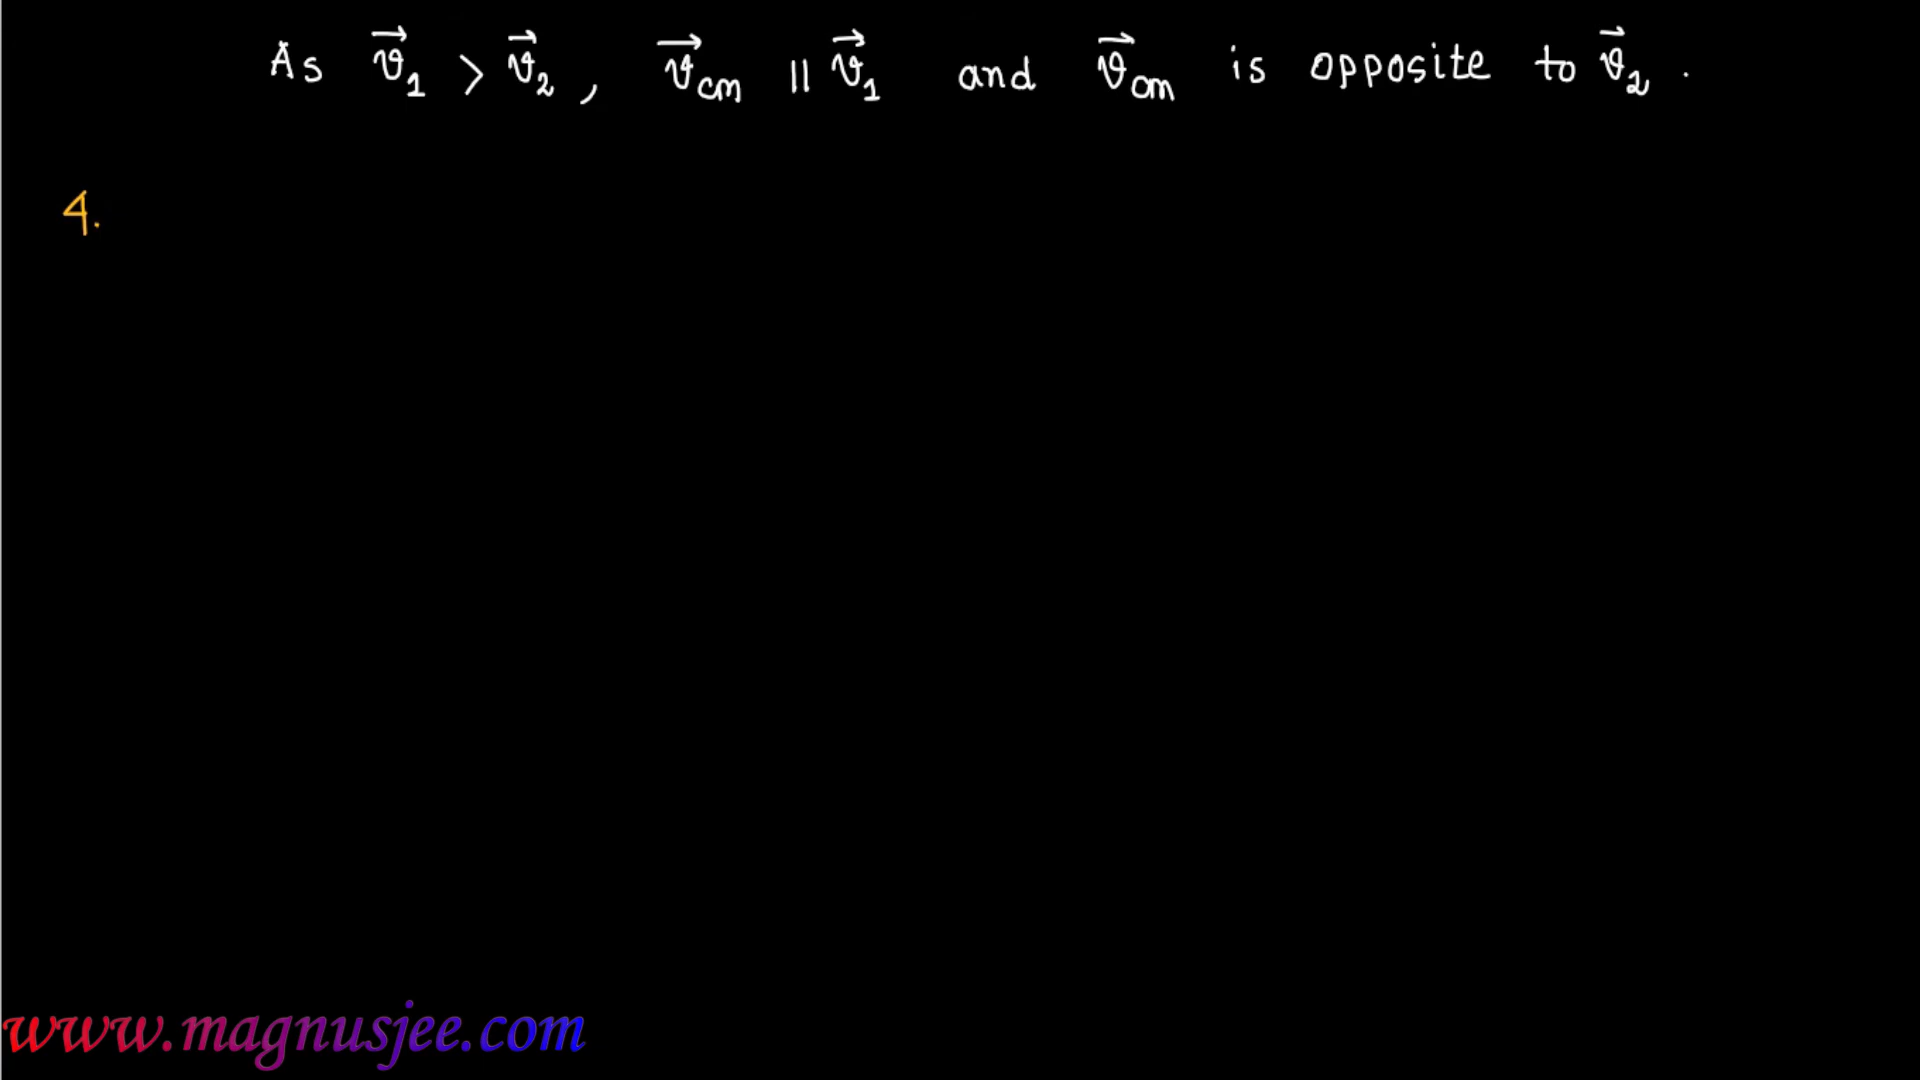 As v⃗₁ > v⃗₂, v⃗cm || v⃗₁ and v⃗cm is opposite to v⃗₂.
4.
www.magnusjee.com